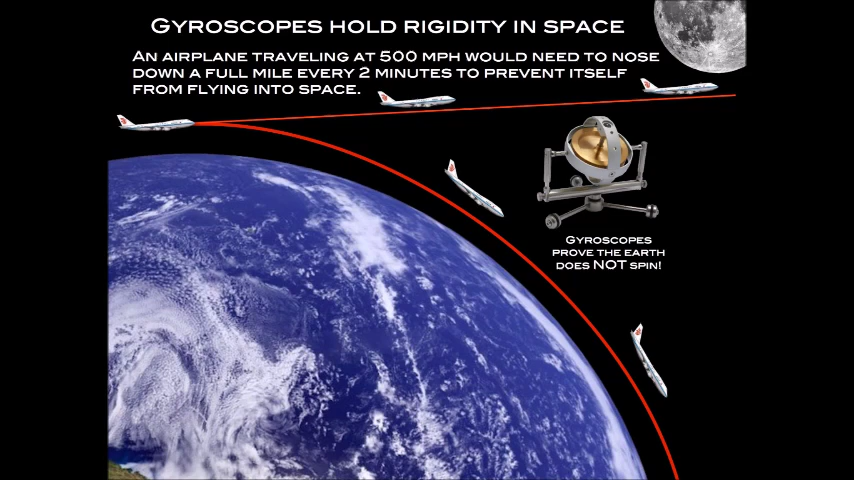 Gyroscopes hold rigidity in space
An airplane traveling at 500 mph would need to nose
down a full mile every 2 minutes to prevent itself
from flying into space.
Gyroscopes
prove the earth
does NOT spin!